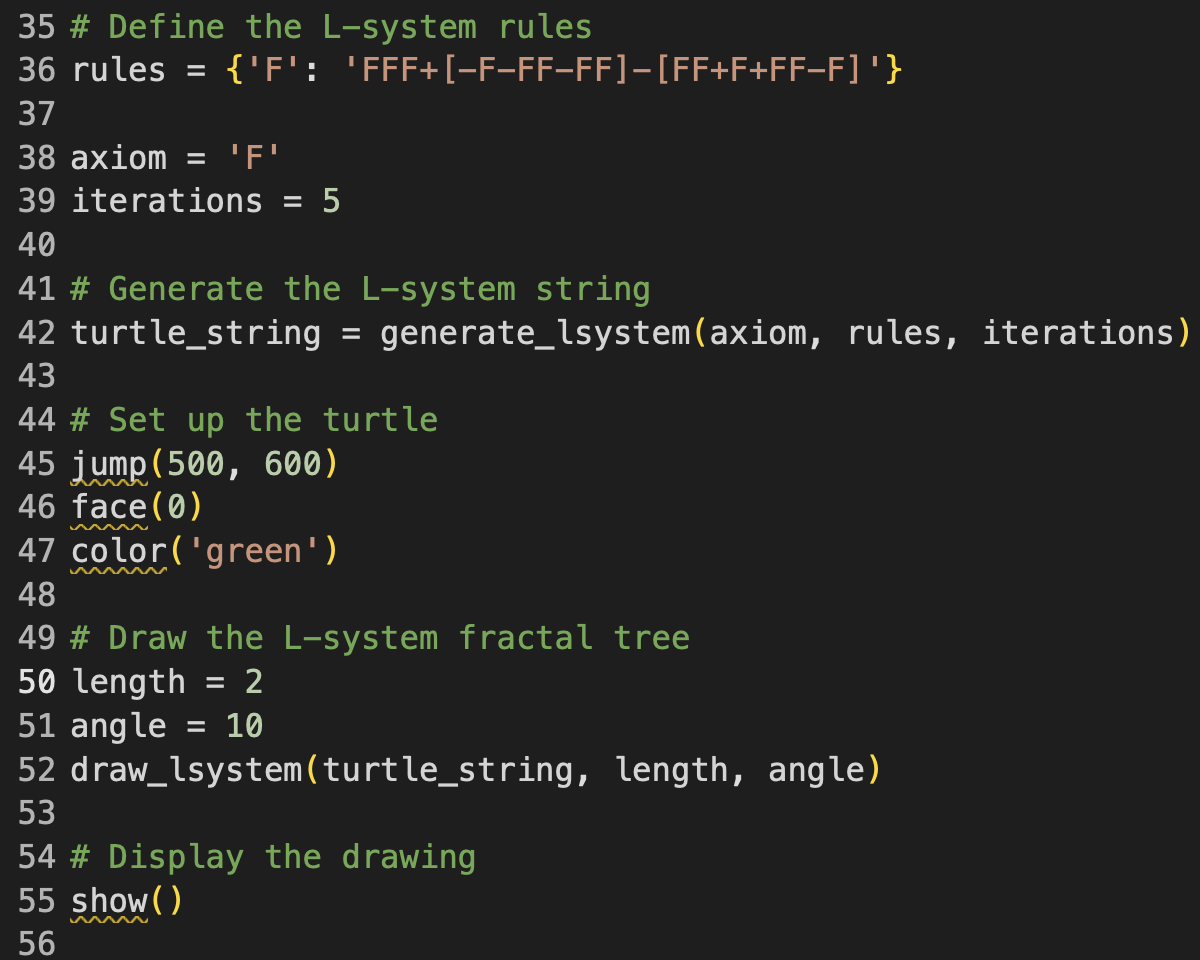 35 # Define the L-system rules
36 rules = {'F': 'FFF+[-F-FF-FF]-[FF+F+FF-F]'}
37
38 axiom = 'F'
39 iterations = 5
40
41 # Generate the L-system string
42 turtle_string = generate_lsystem(axiom, rules, iterations)
43
44 # Set up the turtle
45 jump(500, 600)
46 face(0)
47 color('green')
48
49 # Draw the L-system fractal tree
50 length = 2
51 angle = 10
52 draw_lsystem(turtle_string, length, angle)
53
54 # Display the drawing
55 show()
56